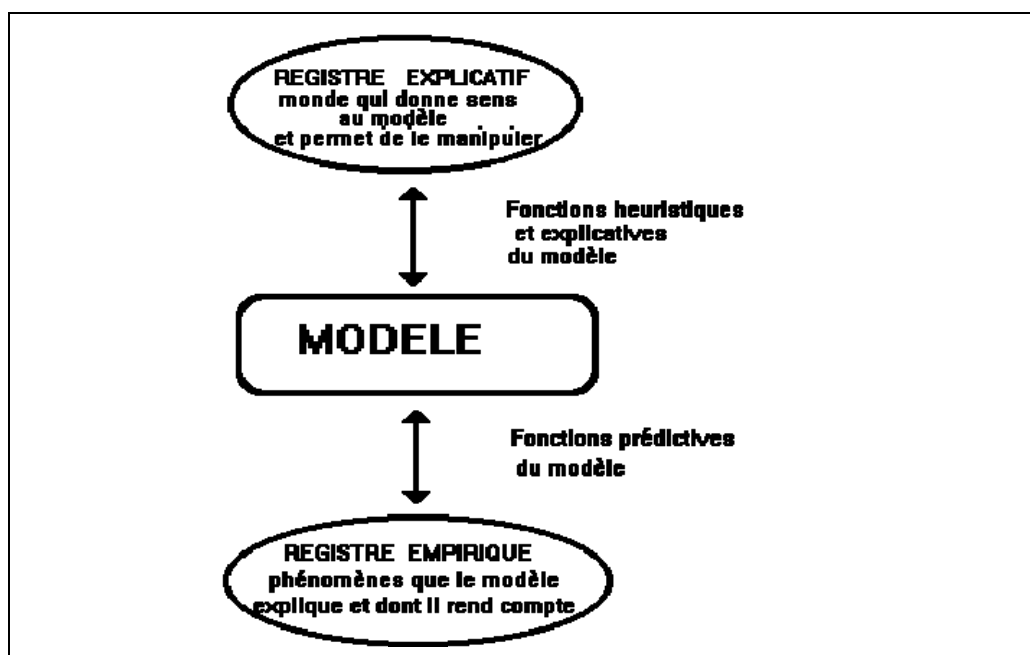 REGISTRE EXPLICATIF
monde qui donne sens
au modèle
et permet de le manipuler
Fonctions heuristiques
et explicatives
du modèle
MODELE
Fonctions prédictives
du modèle
REGISTRE EMPIRIQUE
phénomènes que le modèle
explique et dont il rend compte